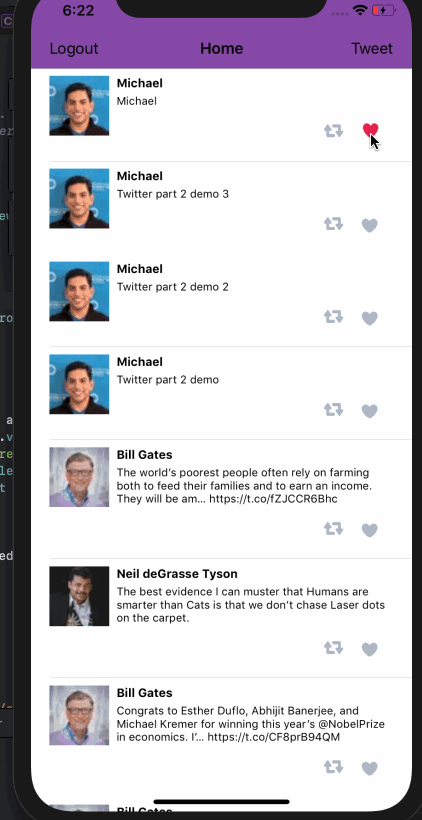 6:22
Logout Home Tweet
Michael
Michael
Michael
Twitter part 2 demo 3
Michael
Twitter part 2 demo 2
Michael
Twitter part 2 demo
Bill Gates
The world's poorest people often rely on farming
both to feed their families and to earn an income.
They will be am... https://t.co/fZJCCR6Bhc
Neil deGrasse Tyson
The best evidence I can muster that Humans are
smarter than Cats is that we don't chase Laser dots
on the carpet.
Bill Gates
Congrats to Esther Duflo, Abhijit Banerjee, and
Michael Kremer for winning this year's @NobelPrize
in economics. I'... https://t.co/CF8prB94QM
Bill Gates